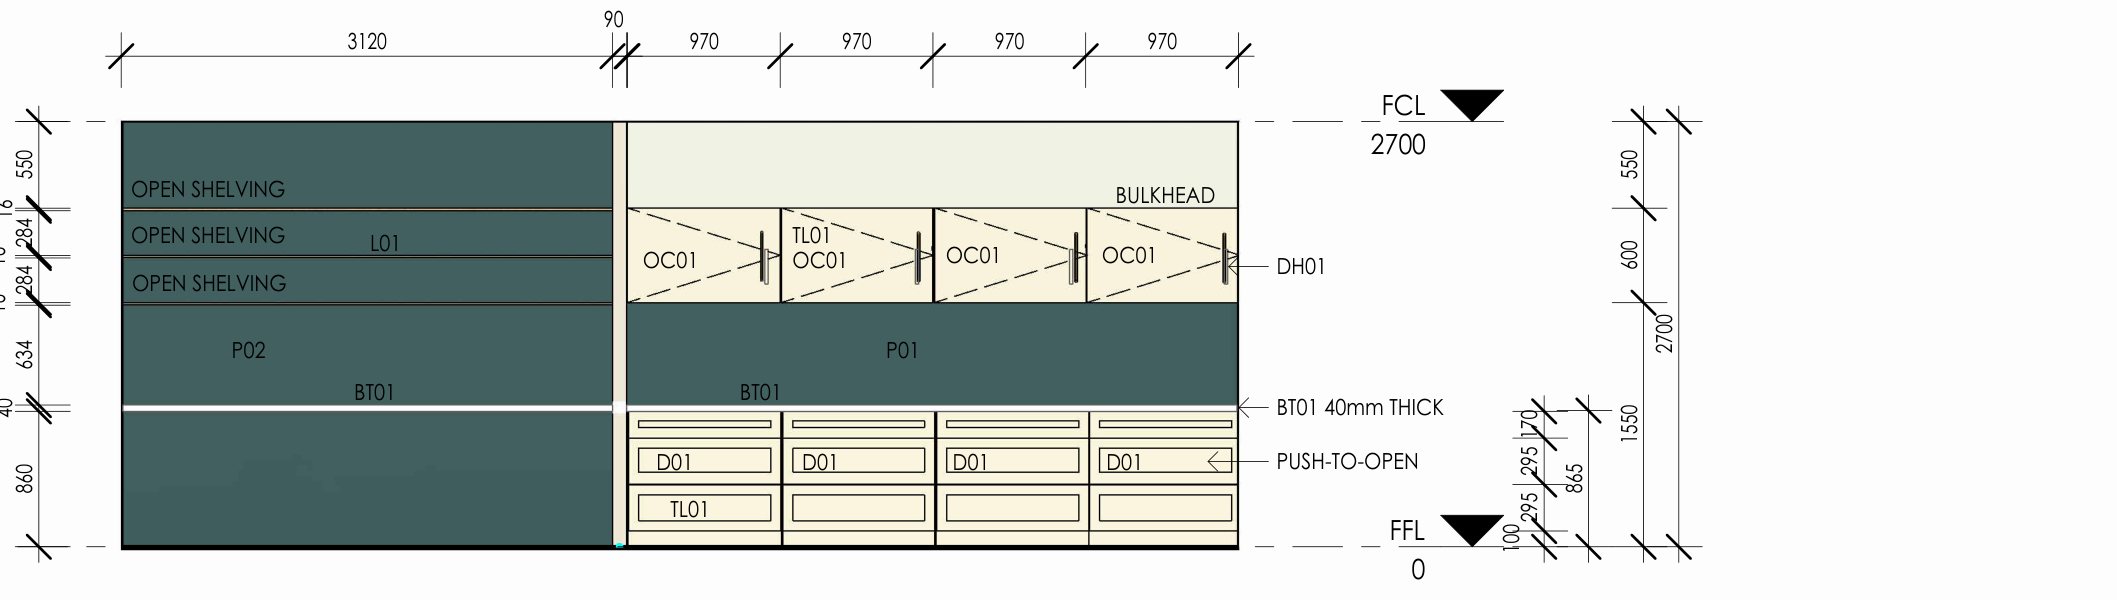 90
3120 970 970 970 970
FCL
2700
550
OPEN SHELVING
BULKHEAD
550
16
284
OPEN SHELVING
L01
TL01
OC01 OC01 OC01 OC01
DH01
600
284
OPEN SHELVING
634
P02
P01
2700
BT01 BT01
40
BT01 40mm THICK
170
1550
D01 D01 D01 D01
PUSH-TO-OPEN
295
865
860
TL01
295
FFL
100
0